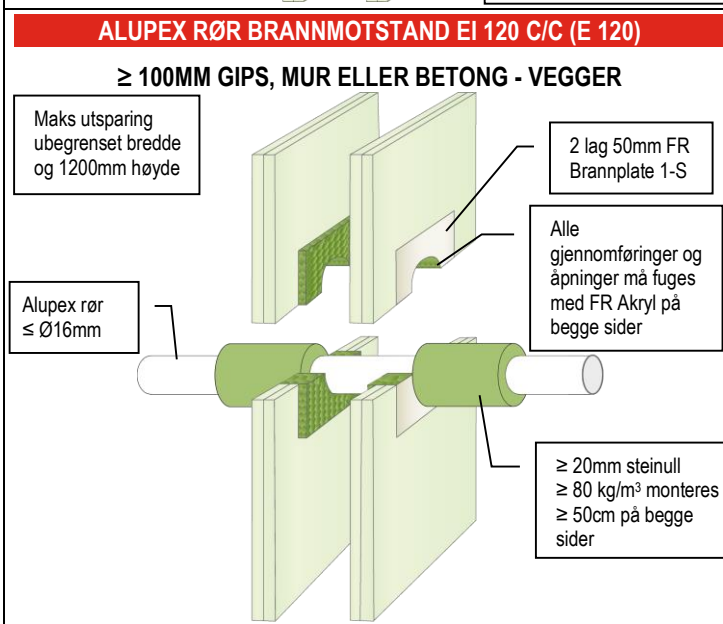 ALUPEX RØR BRANNMOTSTAND EI 120 C/C (E 120)
≥ 100MM GIPS, MUR ELLER BETONG - VEGGER
Maks utsparing
ubegrenset bredde
og 1200mm høyde
2 lag 50mm FR
Brannplate 1-S
Alle
gjennomføringer og
åpninger må fuges
med FR Akryl på
begge sider
Alupex rør
≤ Ø16mm
≥ 20mm steinull
≥ 80 kg/m³ monteres
≥ 50cm på begge
sider